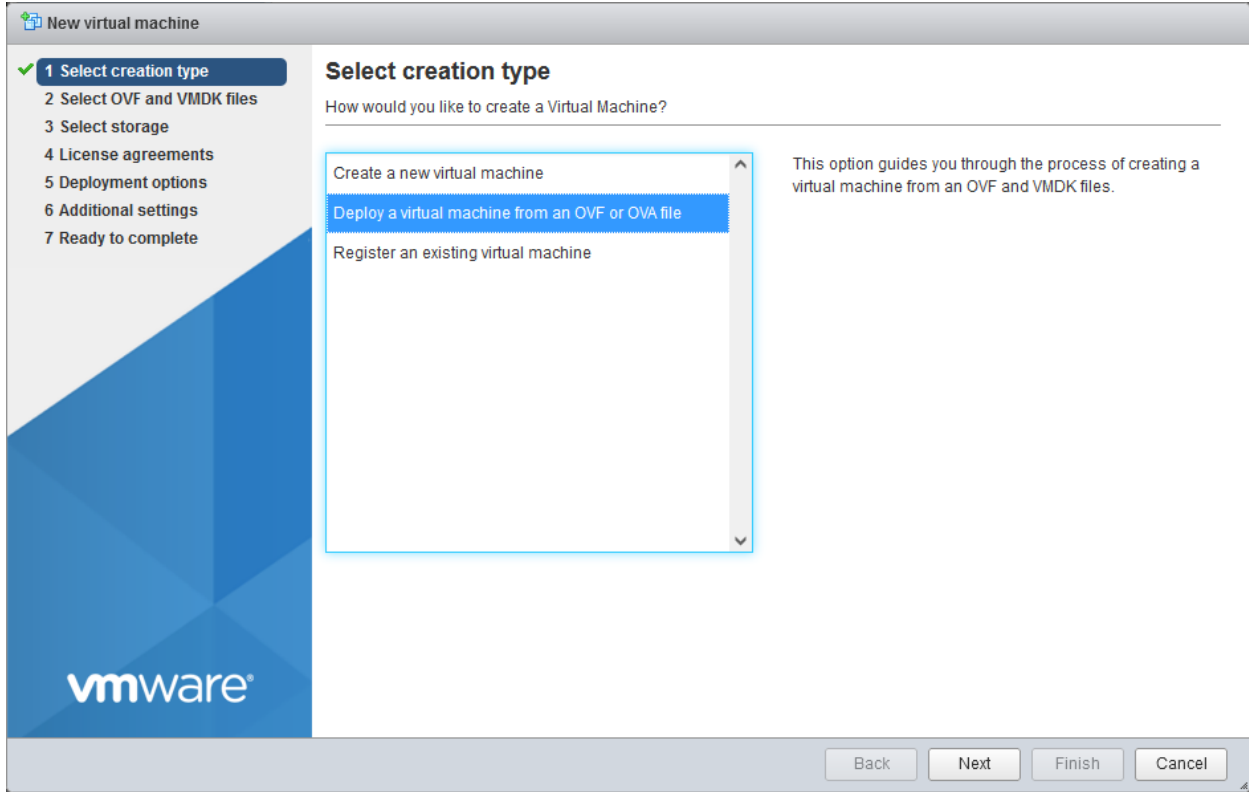 New virtual machine
1 Select creation type
2 Select OVF and VMDK files
3 Select storage
4 License agreements
5 Deployment options
6 Additional settings
7 Ready to complete
vmware®
Select creation type
How would you like to create a Virtual Machine?
Create a new virtual machine
Deploy a virtual machine from an OVF or OVA file
Register an existing virtual machine
This option guides you through the process of creating a
virtual machine from an OVF and VMDK files.
Back Next Finish Cancel